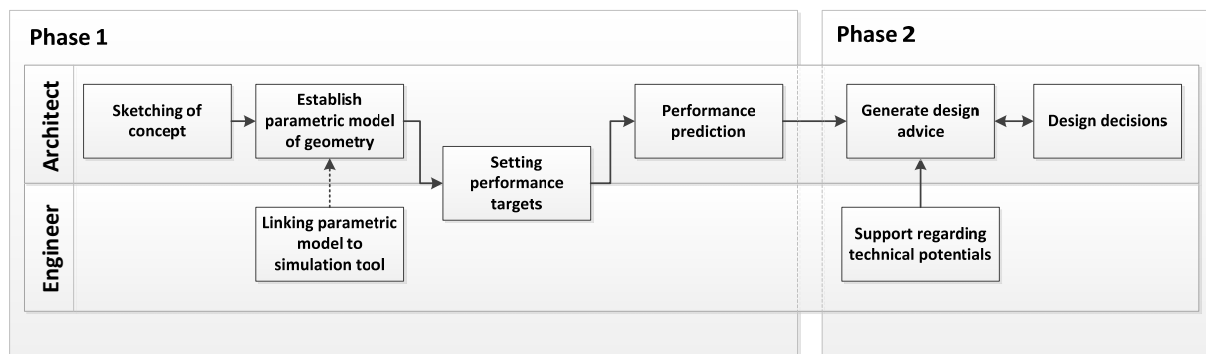 Phase 1
Phase 2
Architect
Sketching of
concept
Establish
parametric model
of geometry
Setting
performance
targets
Performance
prediction
Generate design
advice
Design decisions
Engineer
Linking parametric
model to
simulation tool
Support regarding
technical potentials